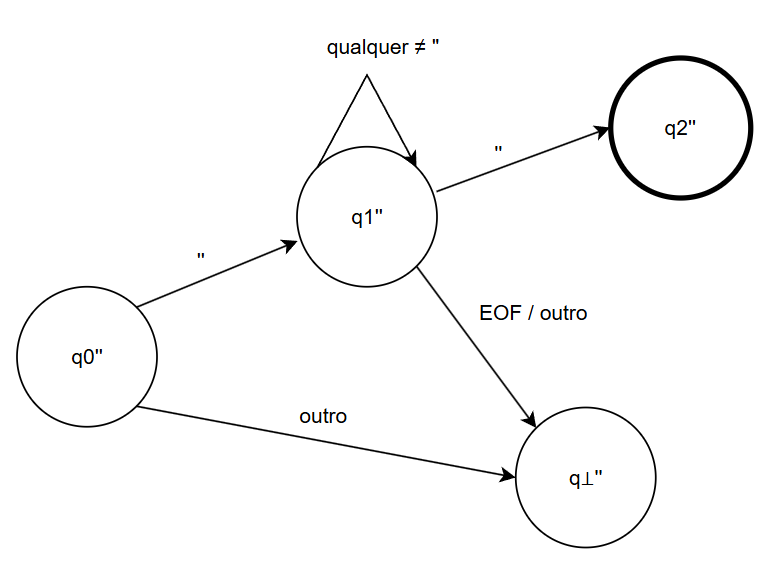 qualquer ≠ "
q2"
"
q1"
"
EOF / outro
q0"
outro
q⊥"